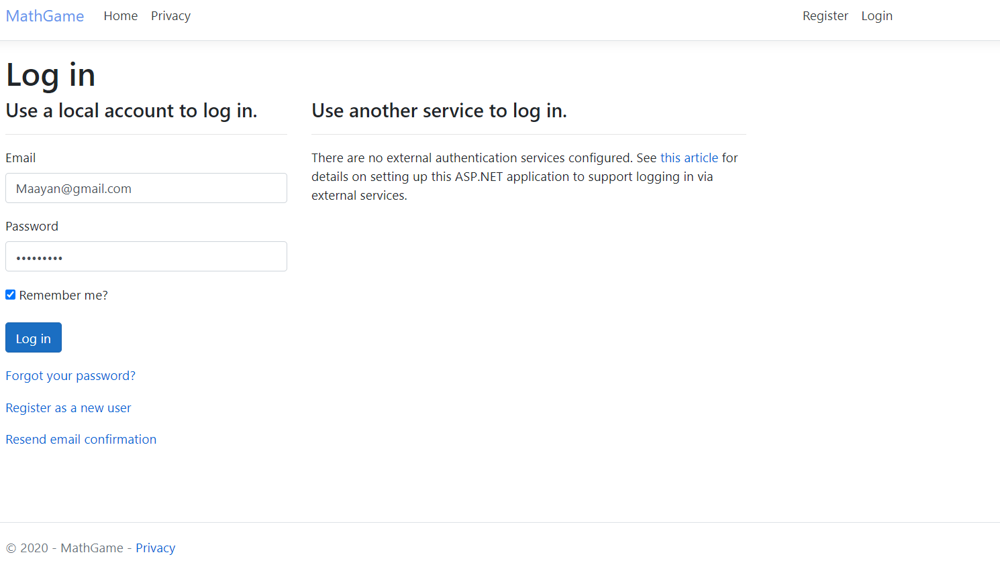 MathGame Home Privacy Register Login
Log in
Use a local account to log in.
Email
Maayan@gmail.com
Password
•••••••••
Remember me?
Log in
Forgot your password?
Register as a new user
Resend email confirmation
Use another service to log in.
There are no external authentication services configured. See this article for
details on setting up this ASP.NET application to support logging in via
external services.
© 2020 - MathGame - Privacy